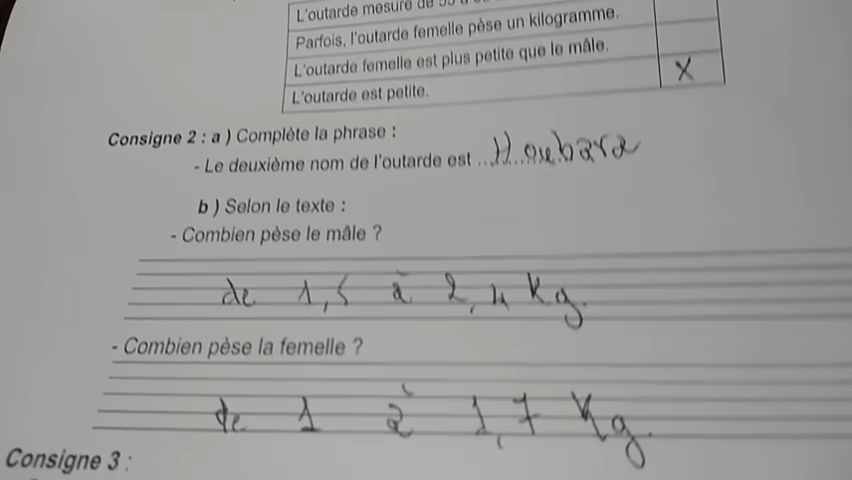 L'outarde mesure de
Parfois, l'outarde femelle pèse un kilogramme.
L'outarde femelle est plus petite que le mâle.
L'outarde est petite. X
Consigne 2 : a ) Complète la phrase :
- Le deuxième nom de l'outarde est ...Houbara
b ) Selon le texte :
- Combien pèse le mâle ?
de 1,5 à 2,4 Kg.
- Combien pèse la femelle ?
de 1 à 1,7 Kg.
Consigne 3 :